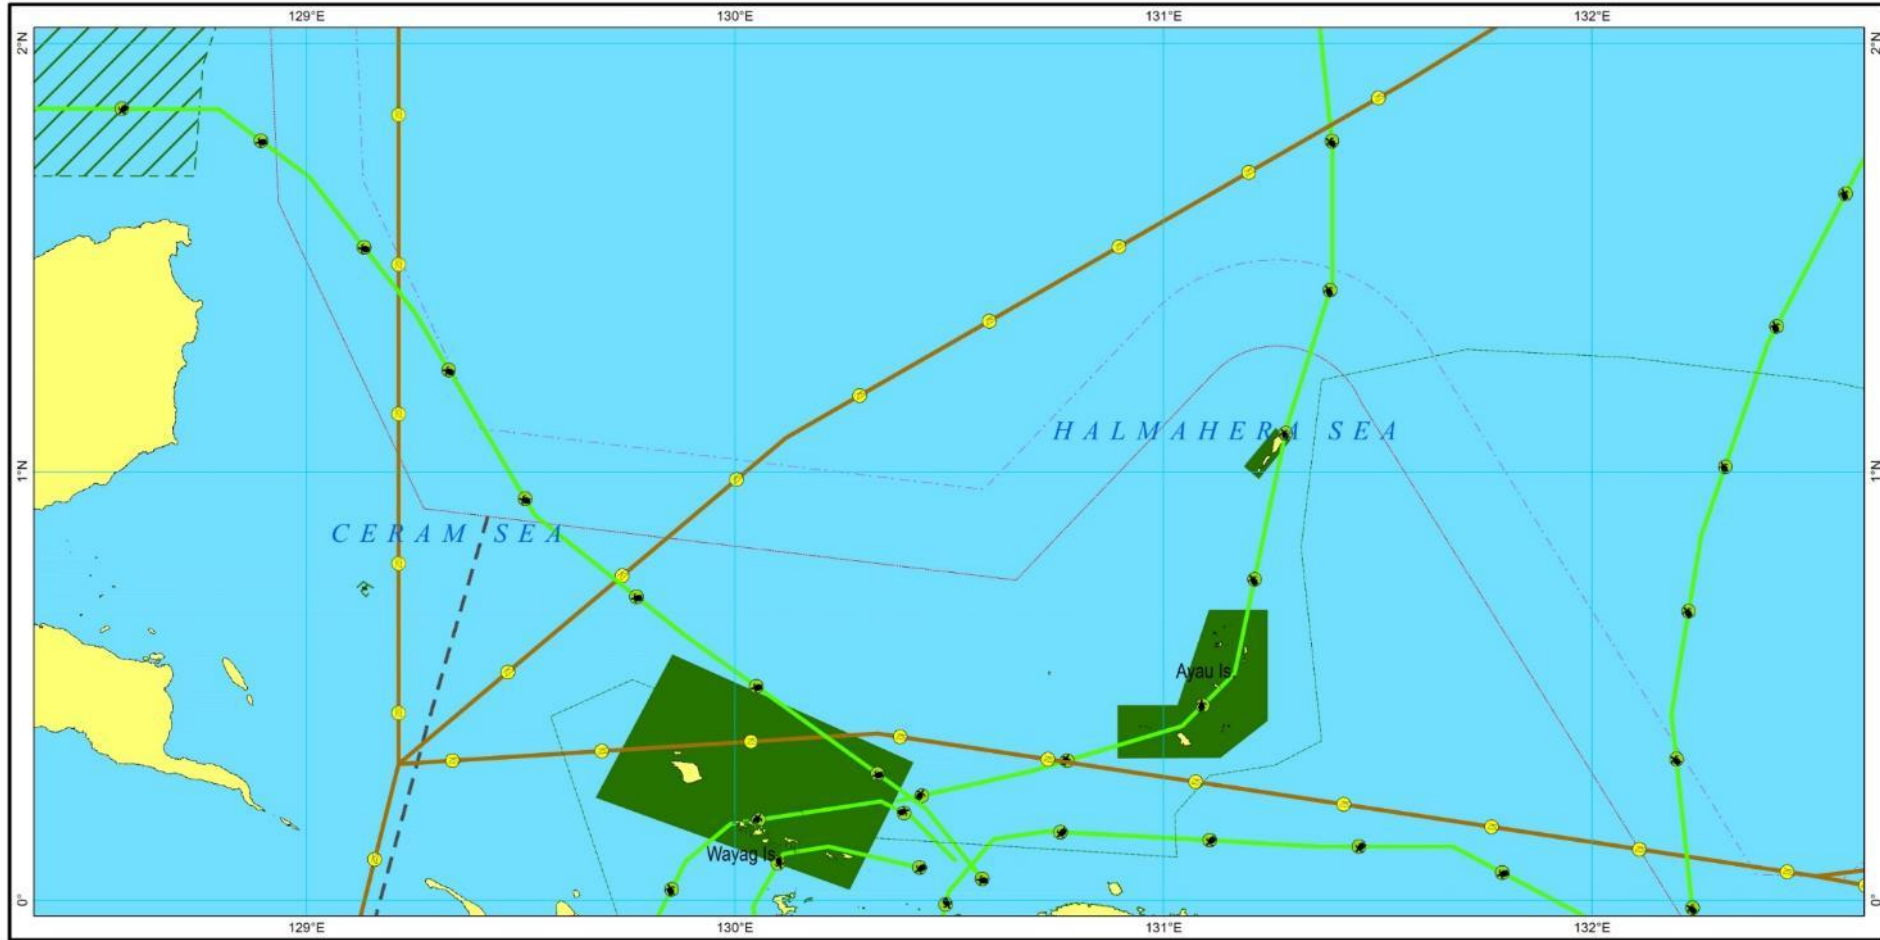 129°E 130°E 131°E 132°E
2°N 2°N
HALMAHERA SEA
1°N 1°N
CERAM SEA
Ayau Is.
Wayag Is.
0° 0°
129°E 130°E 131°E 132°E